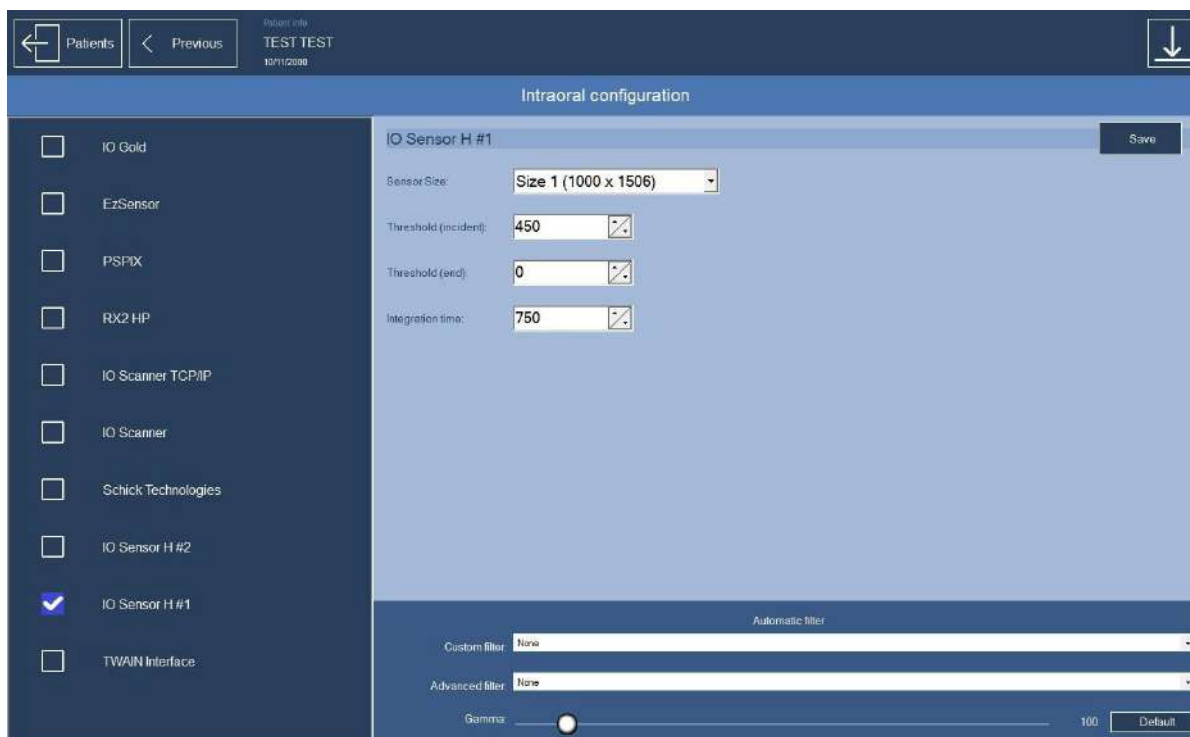 Patients
Previous
Patient info
TEST TEST
10/11/2000
Intraoral configuration
IO Gold
EzSensor
PSPIX
RX2 HP
IO Scanner TCP/IP
IO Scanner
Schick Technologies
IO Sensor H #2
IO Sensor H #1
TWAIN Interface
IO Sensor H #1
Save
Sensor Size: Size 1 (1000 x 1506)
Threshold (incident): 450
Threshold (end): 0
Integration time: 750
Automatic filter
Custom filter: None
Advanced filter: None
Gamma: 100 Default